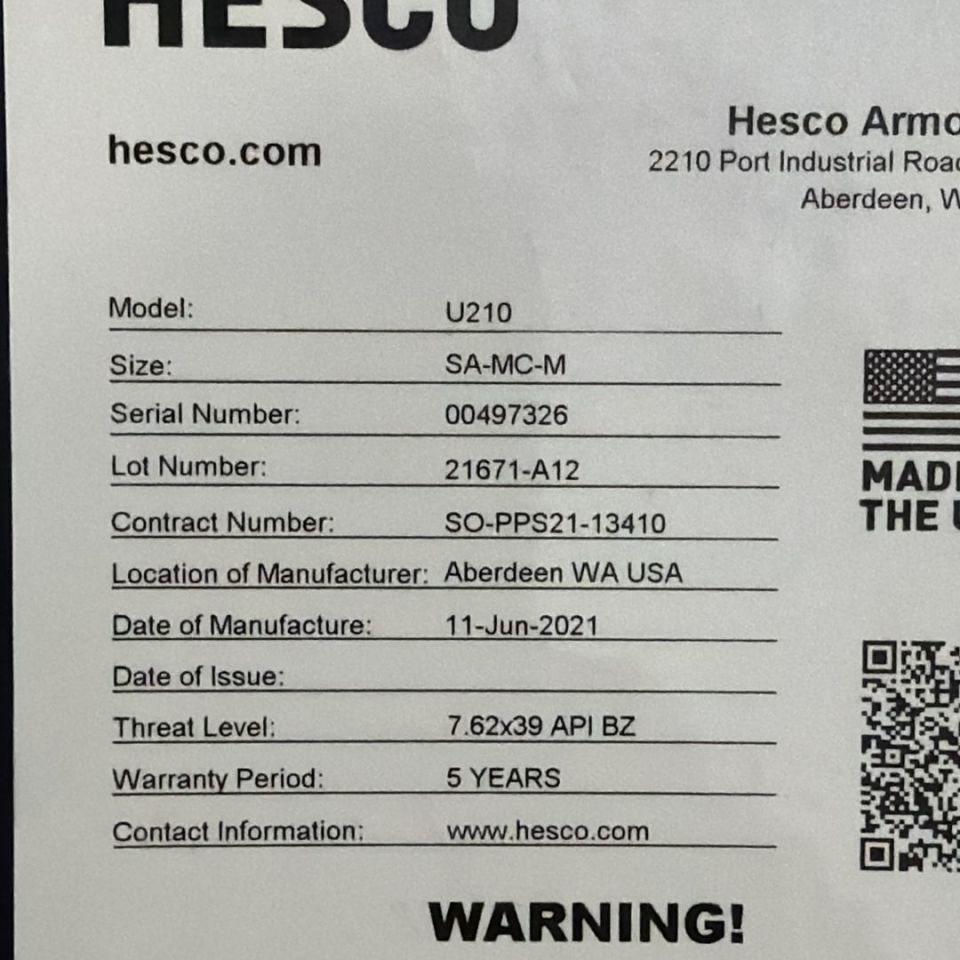 HESCO
hesco.com
Hesco Armo
2210 Port Industrial Road
Aberdeen, W
Model: U210
Size: SA-MC-M
Serial Number: 00497326
Lot Number: 21671-A12
Contract Number: SO-PPS21-13410
Location of Manufacturer: Aberdeen WA USA
Date of Manufacture: 11-Jun-2021
Date of Issue:
Threat Level: 7.62x39 API BZ
Warranty Period: 5 YEARS
Contact Information: www.hesco.com
MADE
THE U
WARNING!